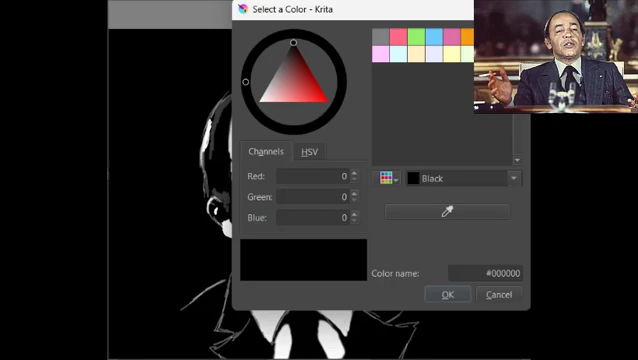 Select a Color - Krita
Channels
HSV
Red:
0
Green:
0
Blue:
0
Black
Color name:
#000000
OK
Cancel